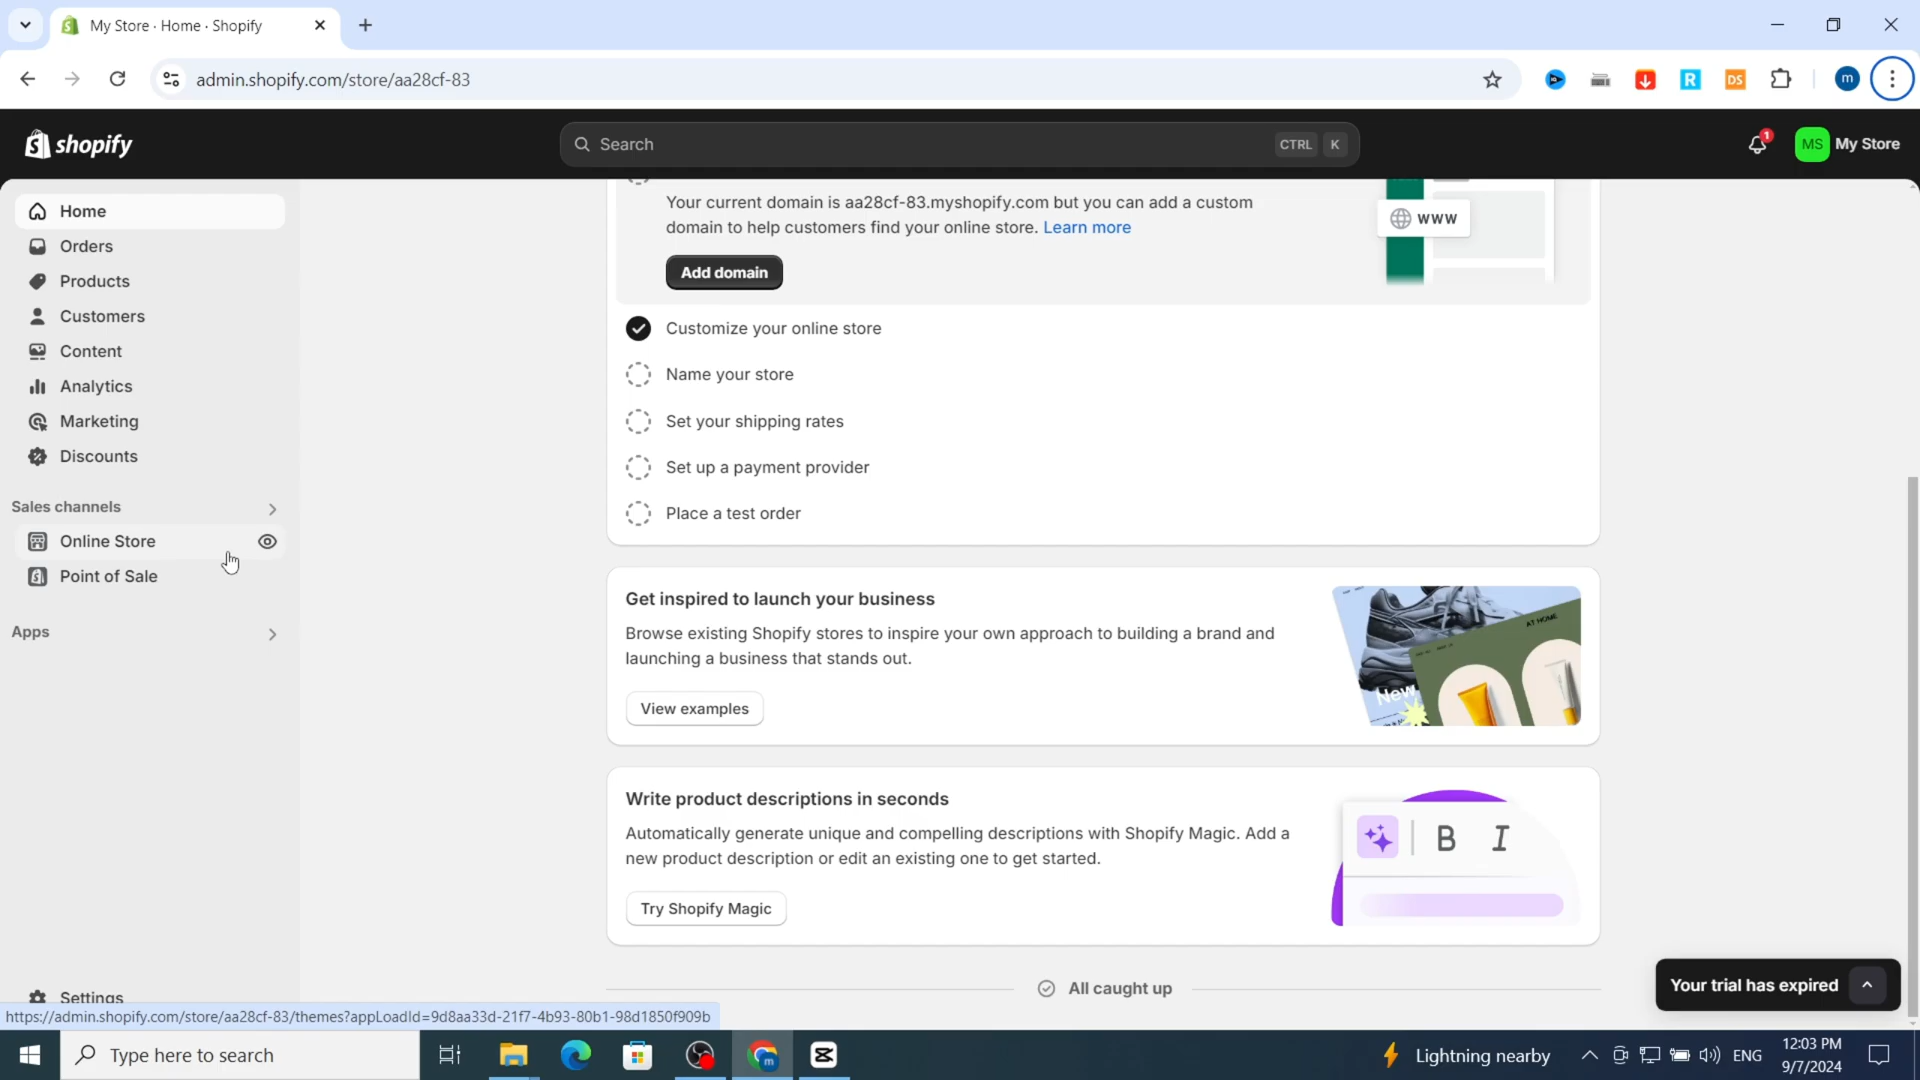 My Store · Home · Shopify
admin.shopify.com/store/aa28cf-83
R
DS
m
shopify
Search
CTRL K
1
MS My Store
Home
Orders
Products
Customers
Content
Analytics
Marketing
Discounts
Sales channels
Online Store
Point of Sale
Apps
Settings
Your current domain is aa28cf-83.myshopify.com but you can add a custom
domain to help customers find your online store. Learn more
Add domain
www
Customize your online store
Name your store
Set your shipping rates
Set up a payment provider
Place a test order
Get inspired to launch your business
Browse existing Shopify stores to inspire your own approach to building a brand and
launching a business that stands out.
View examples
AT HOME
New
Write product descriptions in seconds
Automatically generate unique and compelling descriptions with Shopify Magic. Add a
new product description or edit an existing one to get started.
Try Shopify Magic
B I
All caught up
Your trial has expired
https://admin.shopify.com/store/aa28cf-83/themes?appLoadId=9d8aa33d-21f7-4b93-80b1-98d1850f909b
Type here to search
m
Lightning nearby
ENG
12:03 PM
9/7/2024